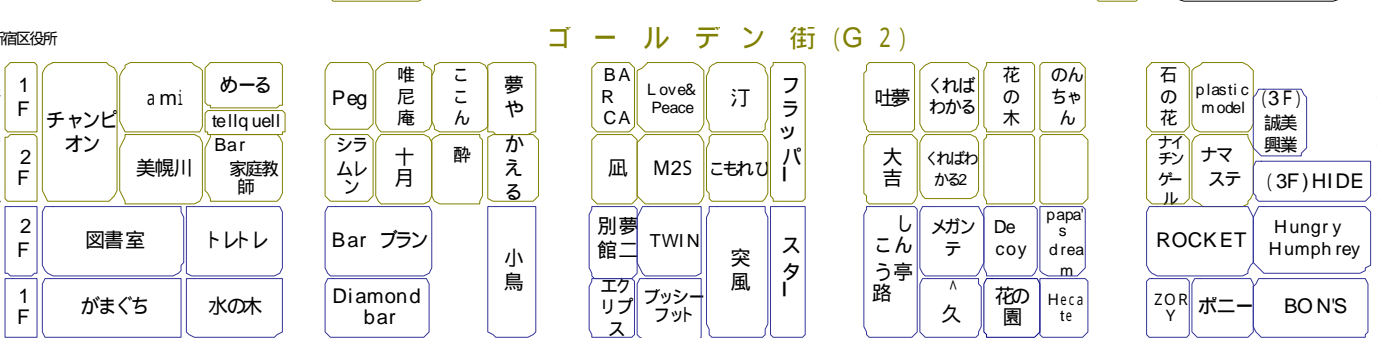 宿区役所
ゴールデン街(G2)
1F
チャンピオン
ami
めーる
tellquell
Peg
唯尼庵
ここん
夢や
BARCA
Love&
Peace
汀
フラッパー
吐夢
くれば
わかる
花の木
のん
ちゃ
ん
石の花
plastic
model
(3F)
誠美
興業
2F
美幌川
Bar
家庭教
師
シラ
ムレ
ン
十月
酔
かえる
凪
M2S
こもれび
大吉
くればわ
かる2
ナイ
チン
ゲー
ル
ナマ
ステ
(3F)HIDE
2F
図書室
トレトレ
Bar ブラン
小鳥
別夢
館二
TWIN
突風
スター
しん亭
こう路
メガン
テ
De
coy
papa'
s
drea
m
ROCKET
Hungry
Humphrey
1F
がまぐち
水の木
Diamond
bar
エク
リプ
ス
プッシー
フット
久
花の
園
Heca
te
ZOR
Y
ポニー
BON'S